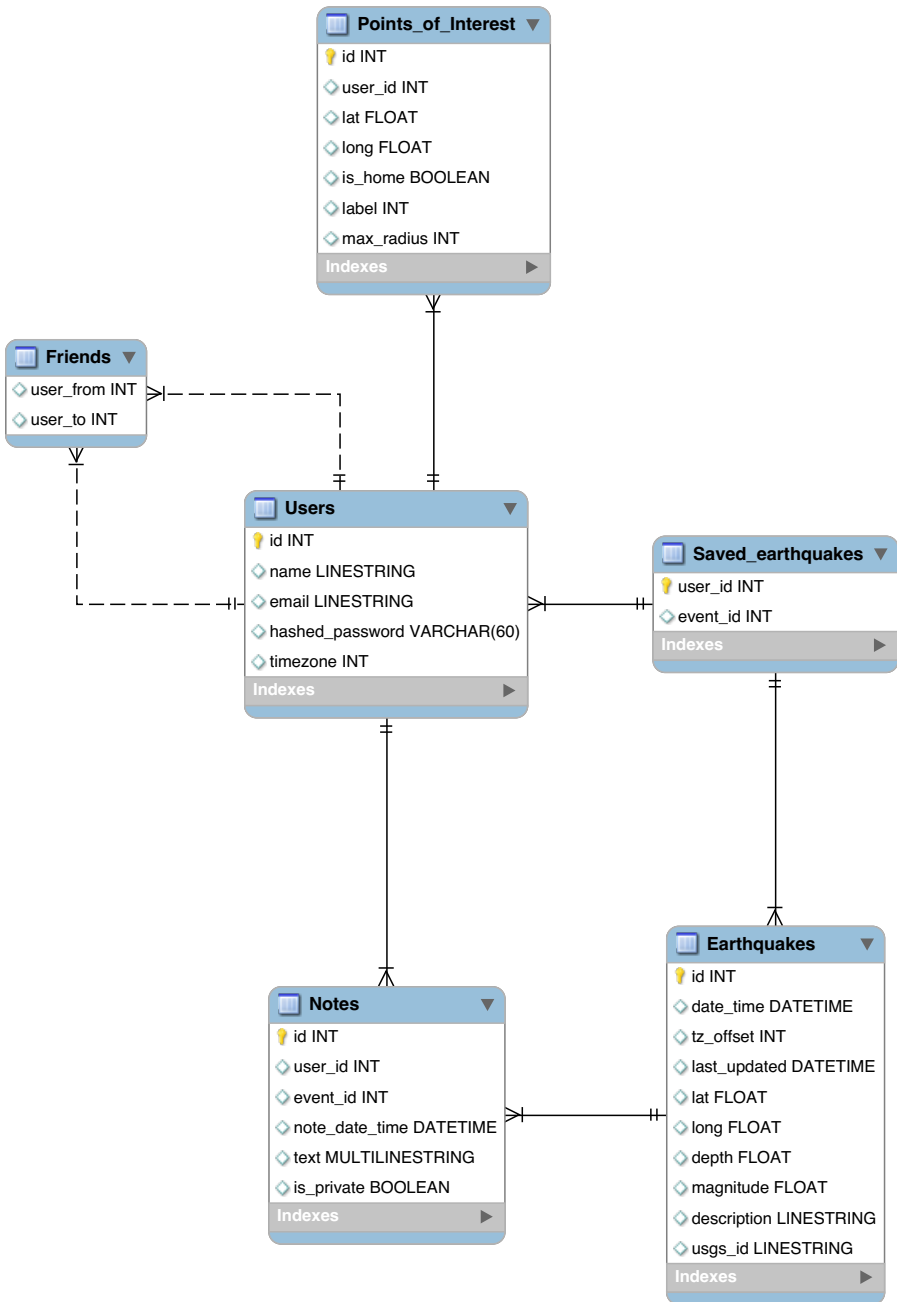 Points_of_Interest
id INT
user_id INT
lat FLOAT
long FLOAT
is_home BOOLEAN
label INT
max_radius INT
Indexes
Friends
user_from INT
user_to INT
Users
id INT
name LINESTRING
email LINESTRING
hashed_password VARCHAR(60)
timezone INT
Indexes
Saved_earthquakes
user_id INT
event_id INT
Indexes
Notes
id INT
user_id INT
event_id INT
note_date_time DATETIME
text MULTILINESTRING
is_private BOOLEAN
Indexes
Earthquakes
id INT
date_time DATETIME
tz_offset INT
last_updated DATETIME
lat FLOAT
long FLOAT
depth FLOAT
magnitude FLOAT
description LINESTRING
usgs_id LINESTRING
Indexes